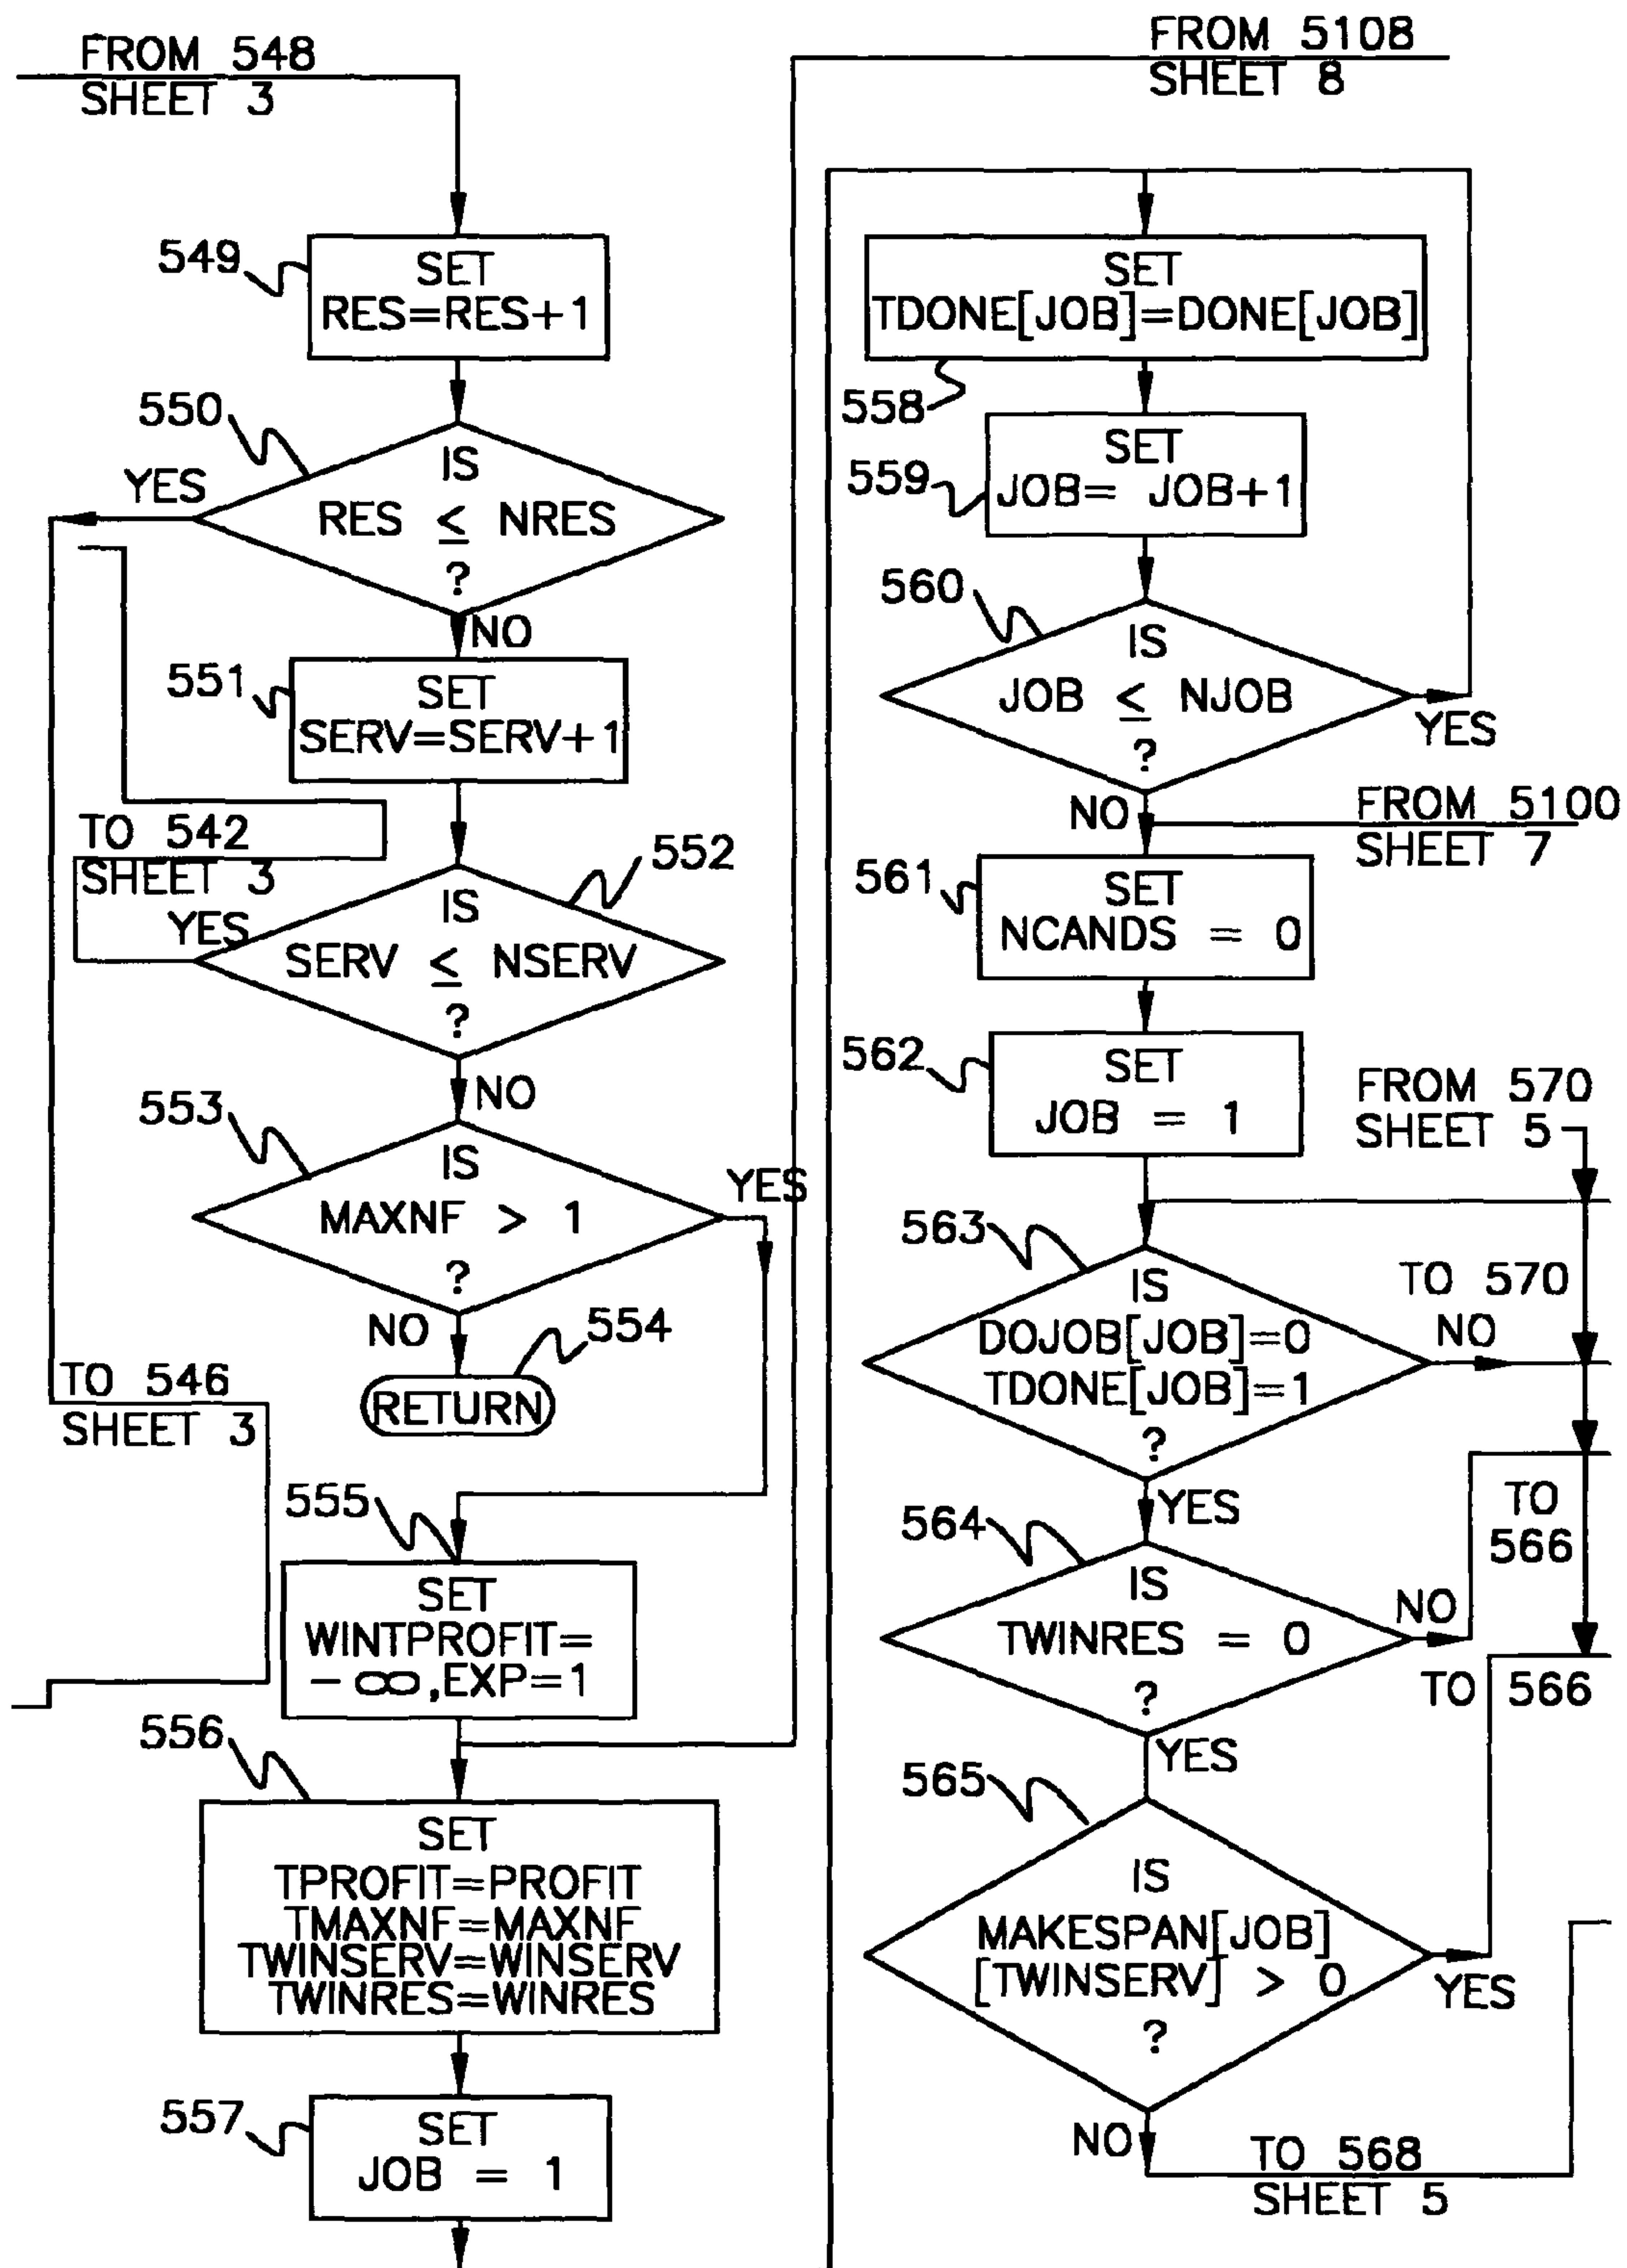 FROM 548
SHEET 3
549
SET
RES=RES+1
550
YES
IS
RES ≤ NRES
?
NO
551
SET
SERV=SERV+1
TO 542
SHEET 3
552
YES
IS
SERV ≤ NSERV
?
NO
553
IS
MAXNF > 1
?
YES
NO
554
RETURN
TO 546
SHEET 3
555
SET
WINTPROFIT=
-∞,EXP=1
556
SET
TPROFIT=PROFIT
TMAXNF=MAXNF
TWINSERV=WINSERV
TWINRES=WINRES
557
SET
JOB = 1
FROM 5108
SHEET 8
SET
TDONE[JOB]=DONE[JOB]
558
SET
559
JOB= JOB+1
560
IS
JOB ≤ NJOB
?
YES
NO
FROM 5100
SHEET 7
561
SET
NCANDS = 0
562
SET
JOB = 1
FROM 570
SHEET 5
563
IS
DOJOB[JOB]=0
TDONE[JOB]=1
?
TO 570
NO
YES
564
IS
TWINRES = 0
?
NO
TO
566
YES
TO 566
565
IS
MAKESPAN[JOB]
[TWINSERV] > 0
?
YES
NO
TO 568
SHEET 5